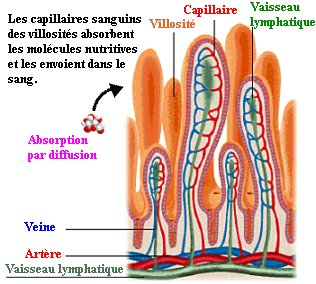 Les capillaires sanguins
des villosités absorbent
les molécules nutritives
et les envoient dans le
sang.
Capillaire
Villosité
Vaisseau
lymphatique
Absorption
par diffusion
Veine
Artère
Vaisseau lymphatique